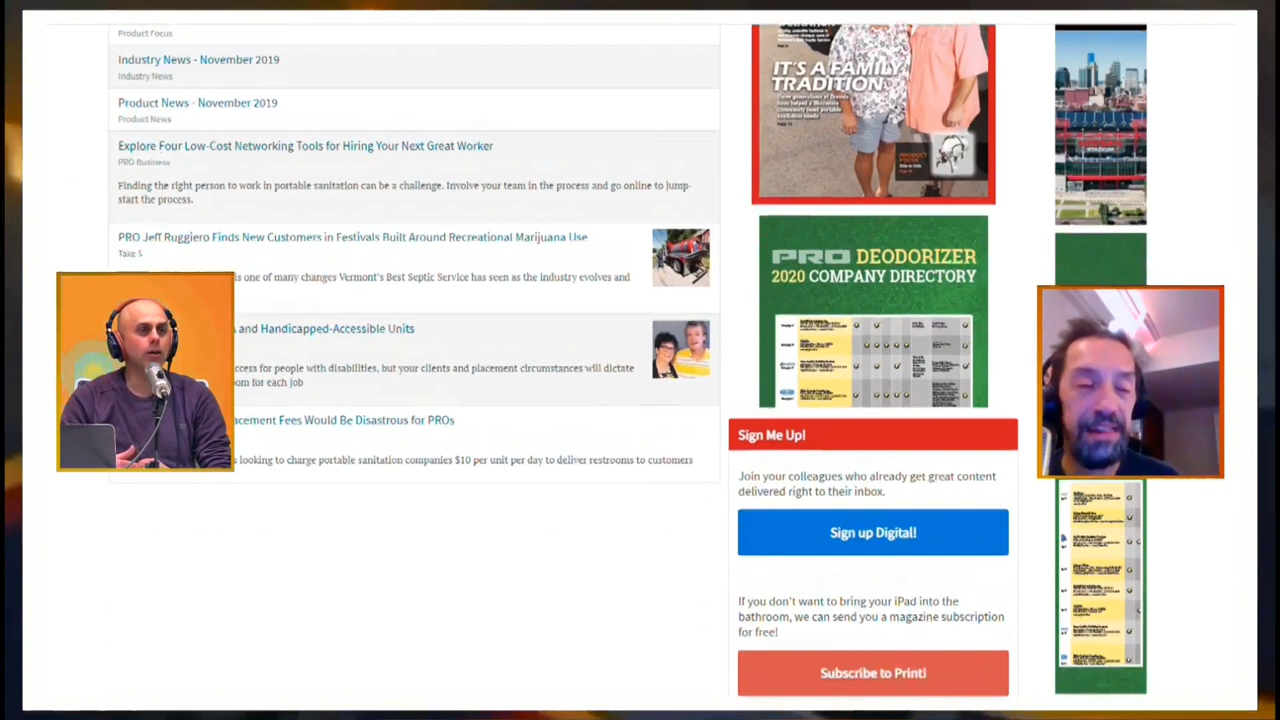 Product Focus
Industry News - November 2019
Industry News
Product News - November 2019
Product News
Explore Four Low-Cost Networking Tools for Hiring Your Next Great Worker
PRO Business
Finding the right person to work in portable sanitation can be a challenge. Involve your team in the process and go online to jump-
start the process.
PRO Jeff Ruggiero Finds New Customers in Festivals Built Around Recreational Marijuana Use
Take 5
is one of many changes Vermont's Best Septic Service has seen as the industry evolves and
and Handicapped-Accessible Units
ccess for people with disabilities, but your clients and placement circumstances will dictate
om for each job
acement Fees Would Be Disastrous for PROs
s looking to charge portable sanitation companies $10 per unit per day to deliver restrooms to customers
IT'S A FAMILY
TRADITION
PRODUCT
FOCUS
PRO DEODORIZER
2020 COMPANY DIRECTORY
Sign Me Up!
Join your colleagues who already get great content
delivered right to their inbox.
Sign up Digital!
If you don't want to bring your iPad into the
bathroom, we can send you a magazine subscription
for free!
Subscribe to Print!